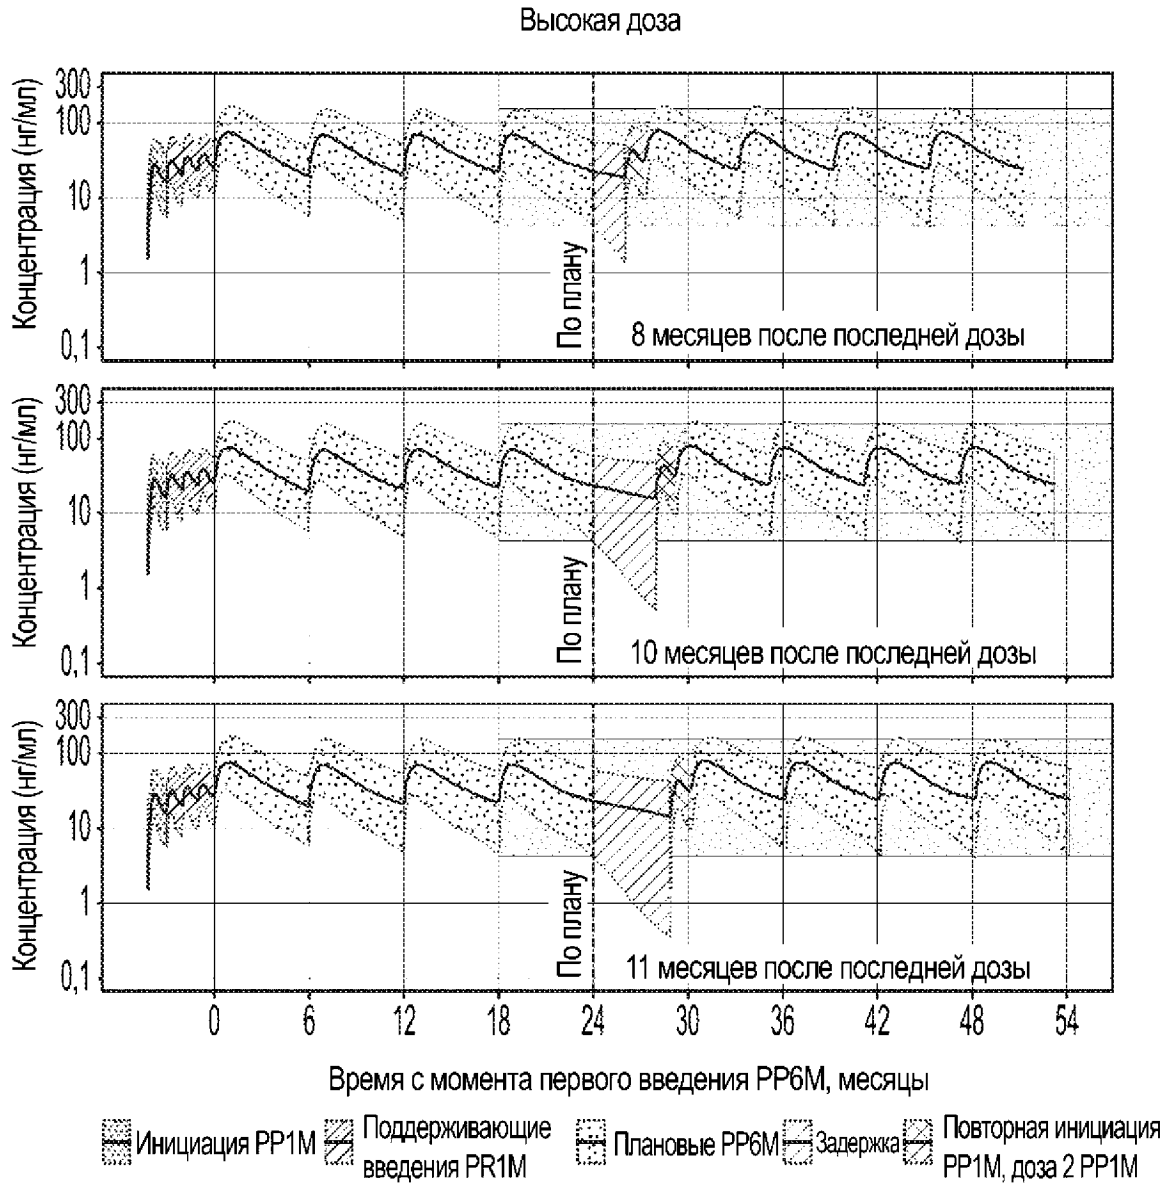 Высокая доза
Концентрация (нг/мл)
300
100
10
1
0,1
По плану
8 месяцев после последней дозы
Концентрация (нг/мл)
300
100
10
1
0,1
По плану
10 месяцев после последней дозы
Концентрация (нг/мл)
300
100
10
1
0,1
По плану
11 месяцев после последней дозы
0 6 12 18 24 30 36 42 48 54
Время с момента первого введения PP6M, месяцы
Инициация PP1M
Поддерживающие
введения PR1M
Плановые PP6M
Задержка
Повторная инициация
PP1M, доза 2 PP1M